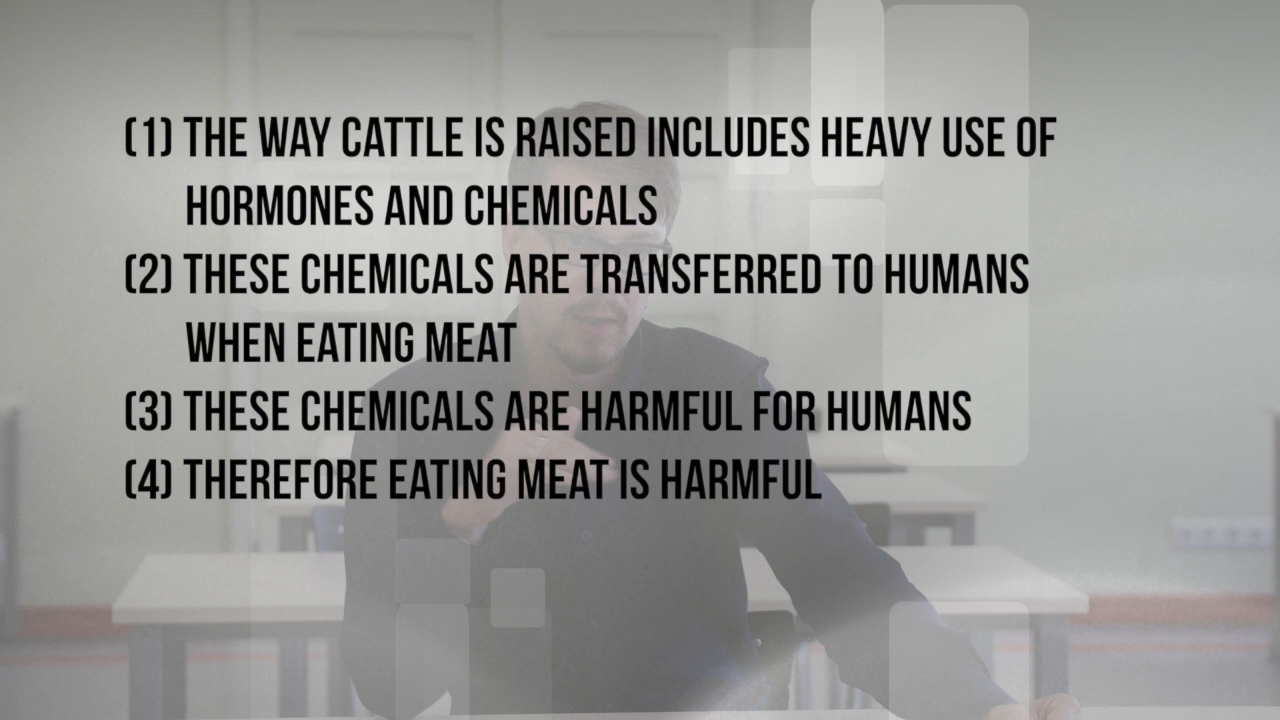 (1) THE WAY CATTLE IS RAISED INCLUDES HEAVY USE OF
HORMONES AND CHEMICALS
(2) THESE CHEMICALS ARE TRANSFERRED TO HUMANS
WHEN EATING MEAT
(3) THESE CHEMICALS ARE HARMFUL FOR HUMANS
(4) THEREFORE EATING MEAT IS HARMFUL